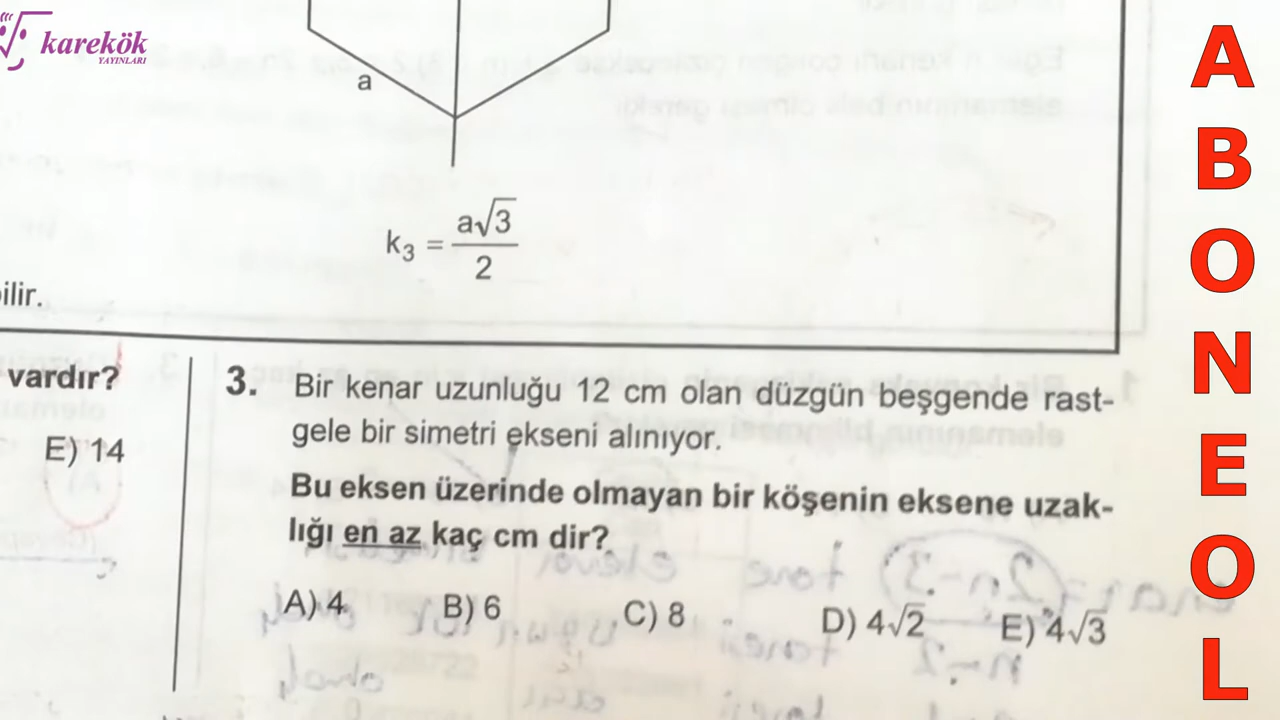 karekök
YAYINLARI
a
k₃ = a√3 / 2
ilir.
vardır?
E) 14
3. Bir kenar uzunluğu 12 cm olan düzgün beşgende rast-
gele bir simetri ekseni alınıyor.
Bu eksen üzerinde olmayan bir köşenin eksene uzak-
lığı en az kaç cm dir?
A) 4 B) 6 C) 8 D) 4√2 E) 4√3
A
B
O
N
E
O
L